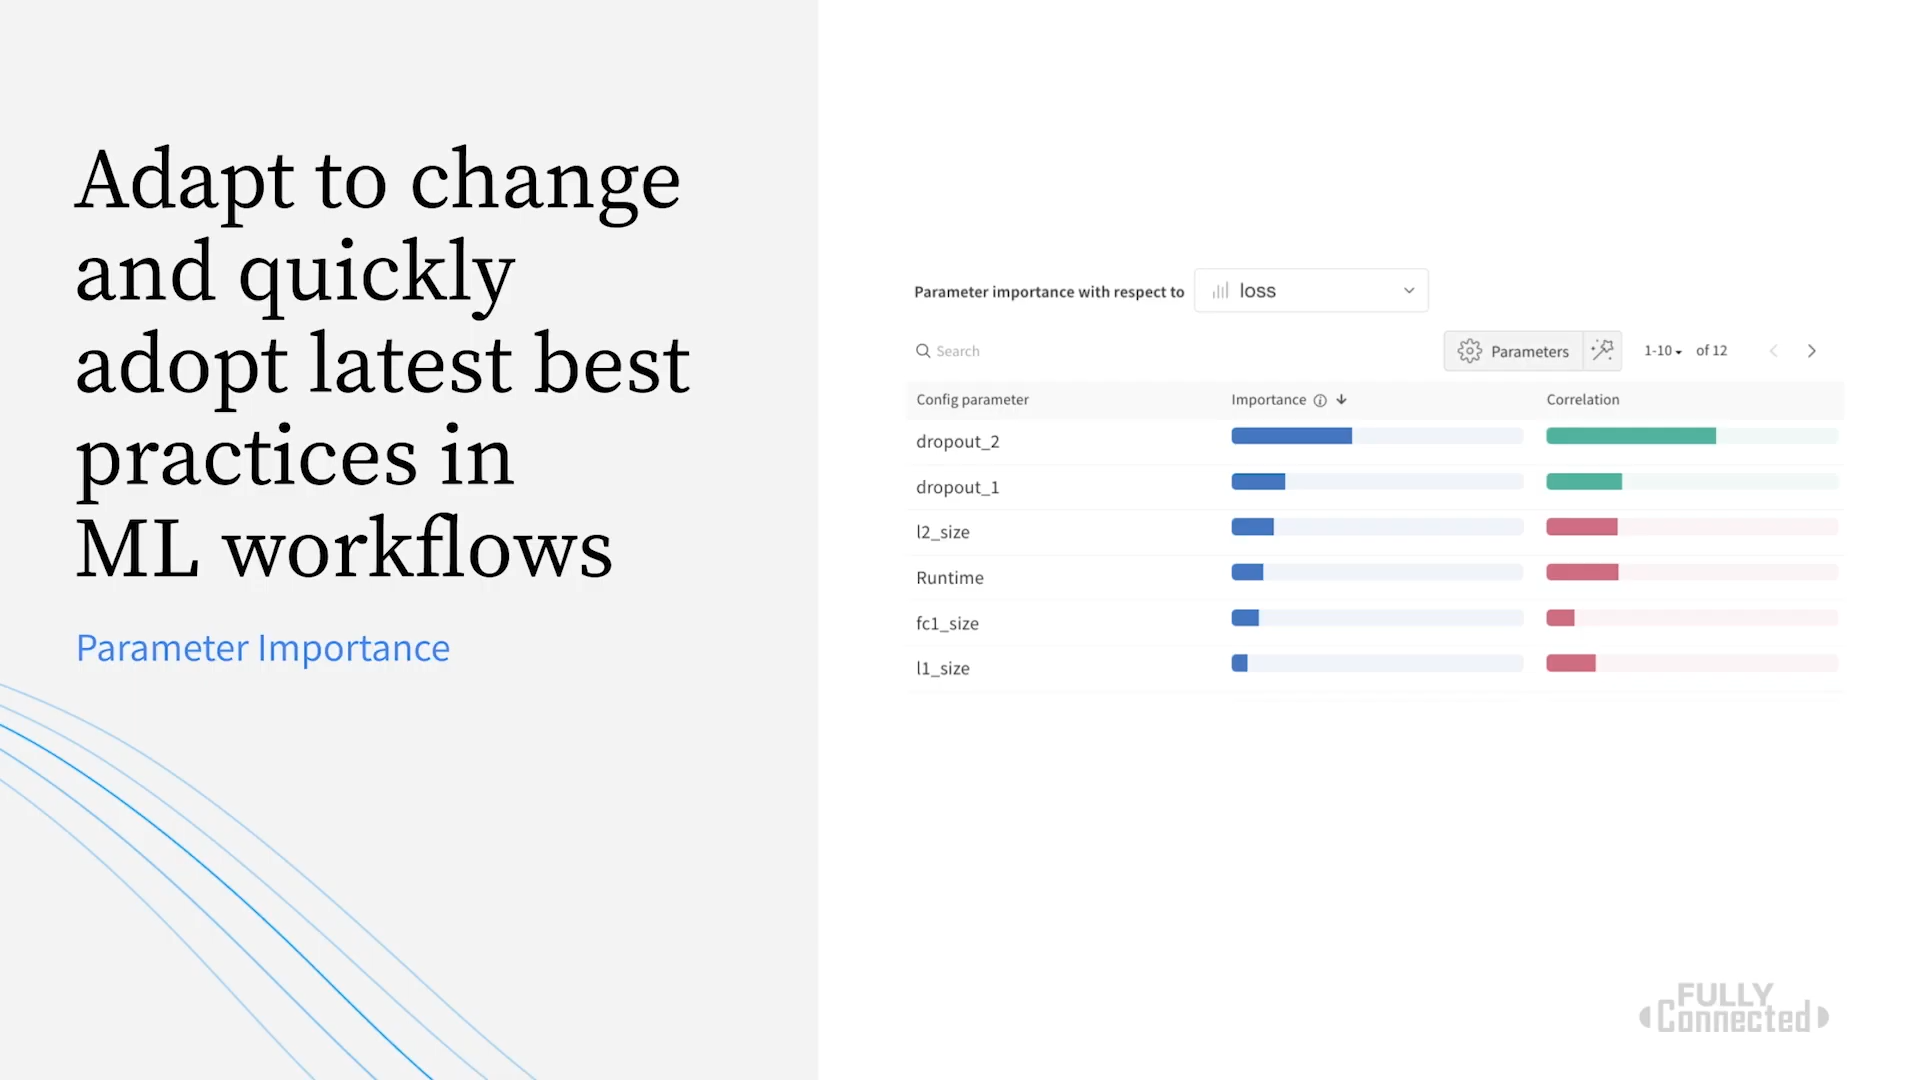 Adapt to change
and quickly
adopt latest best
practices in
ML workflows
Parameter Importance
Parameter importance with respect to loss
Search Parameters 1-10 of 12
Config parameter Importance Correlation
dropout_2
dropout_1
l2_size
Runtime
fc1_size
l1_size
FULLY
Connected